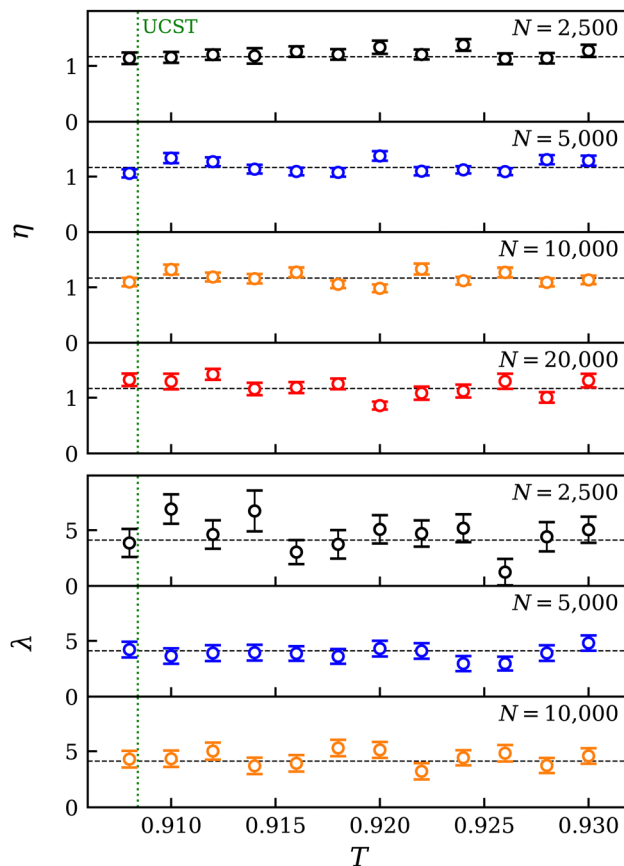 UCST
N = 2,500
1
0
N = 5,000
1
0
η
N = 10,000
1
0
N = 20,000
1
0
N = 2,500
5
0
N = 5,000
5
0
λ
N = 10,000
5
0
0.910 0.915 0.920 0.925 0.930
T